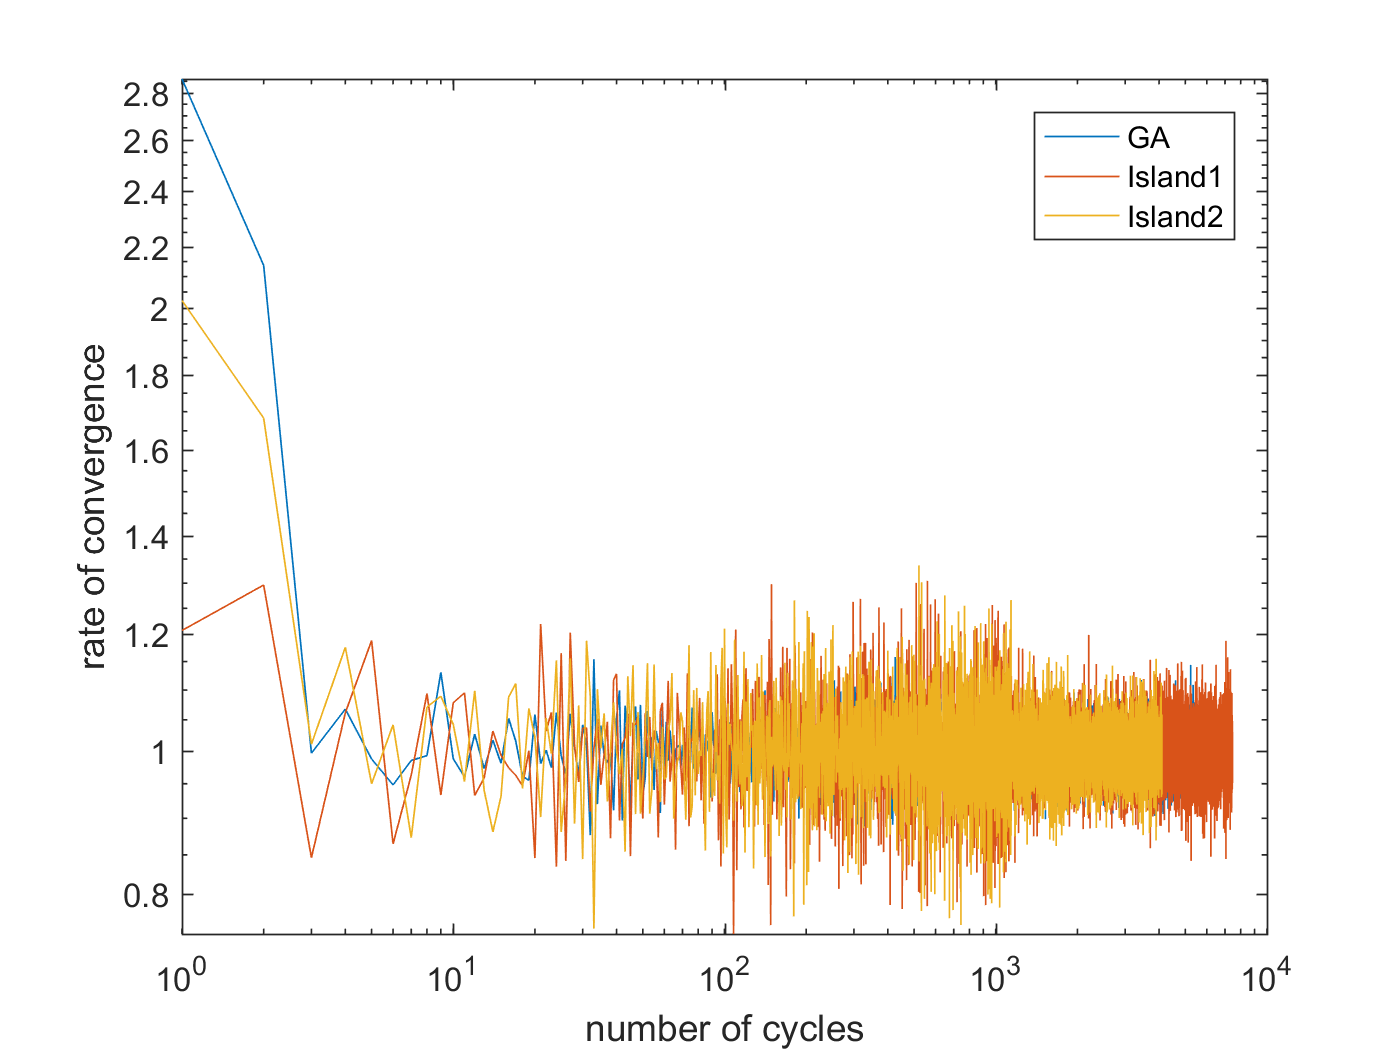 2.8
2.6
2.4
2.2
2
1.8
1.6
1.4
1.2
1
0.8
rate of convergence
GA
Island1
Island2
10^0 10^1 10^2 10^3 10^4
number of cycles